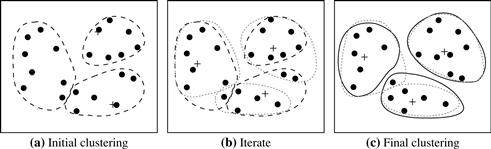 (a) Initial clustering
(b) Iterate
(c) Final clustering